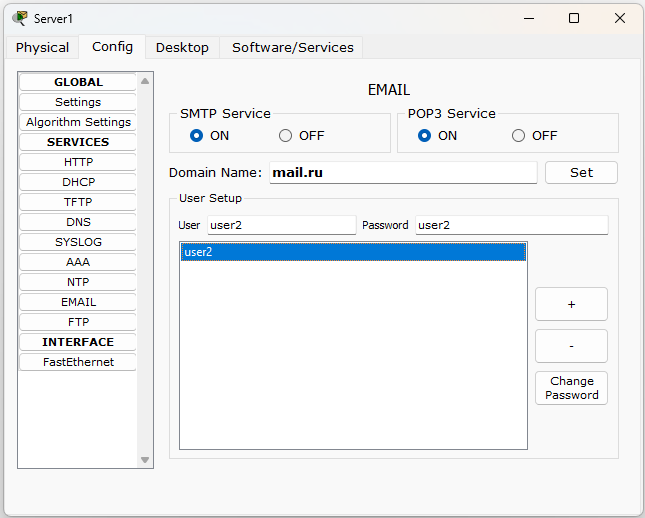 Server1
Physical Config Desktop Software/Services
GLOBAL
Settings
Algorithm Settings
SERVICES
HTTP
DHCP
TFTP
DNS
SYSLOG
AAA
NTP
EMAIL
FTP
INTERFACE
FastEthernet
EMAIL
SMTP Service
ON OFF
POP3 Service
ON OFF
Domain Name: mail.ru Set
User Setup
User user2 Password user2
user2
+
-
Change
Password